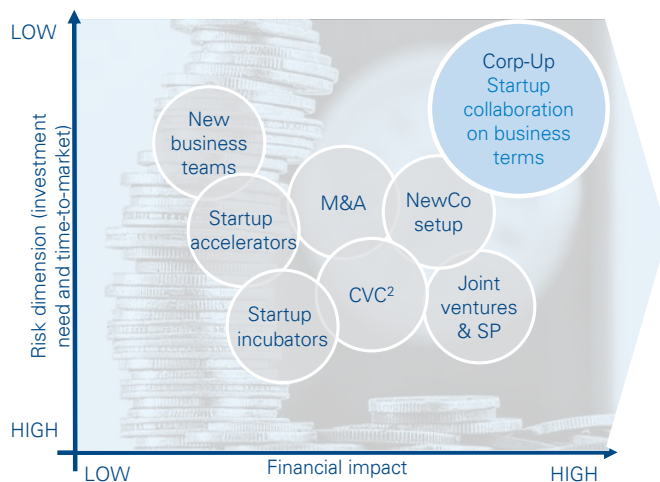 LOW
Risk dimension (investment
need and time-to-market)
HIGH
Corp-Up
Startup
collaboration
on business
terms
New
business
teams
M&A
NewCo
setup
Startup
accelerators
CVC²
Joint
ventures
& SP
Startup
incubators
LOW
Financial impact
HIGH